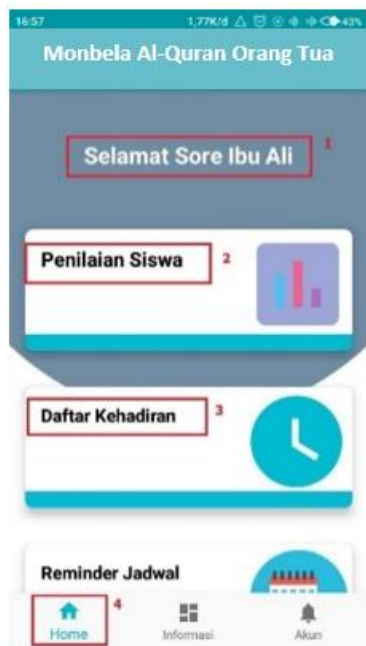 16:57 1,77K/d 43%
Monbela Al-Quran Orang Tua
Selamat Sore Ibu Ali 1
Penilaian Siswa 2
Daftar Kehadiran 3
Reminder Jadwal
4
Home Informasi Akun